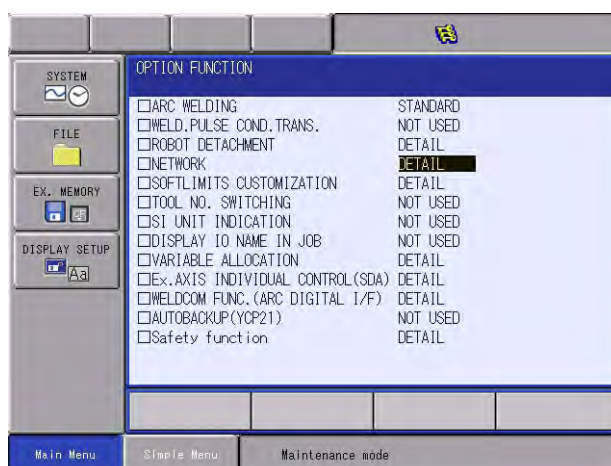 SYSTEM
FILE
EX. MEMORY
DISPLAY SETUP
OPTION FUNCTION
□ARC WELDING STANDARD
□WELD.PULSE COND.TRANS. NOT USED
□ROBOT DETACHMENT DETAIL
□NETWORK DETAIL
□SOFTLIMITS CUSTOMIZATION DETAIL
□TOOL NO. SWITCHING NOT USED
□SI UNIT INDICATION NOT USED
□DISPLAY IO NAME IN JOB NOT USED
□VARIABLE ALLOCATION DETAIL
□Ex.AXIS INDIVIDUAL CONTROL(SDA) DETAIL
□WELDCOM FUNC.(ARC DIGITAL I/F) DETAIL
□AUTOBACKUP(YCP21) NOT USED
□Safety function DETAIL
Main Menu
Simple Menu
Maintenance mode